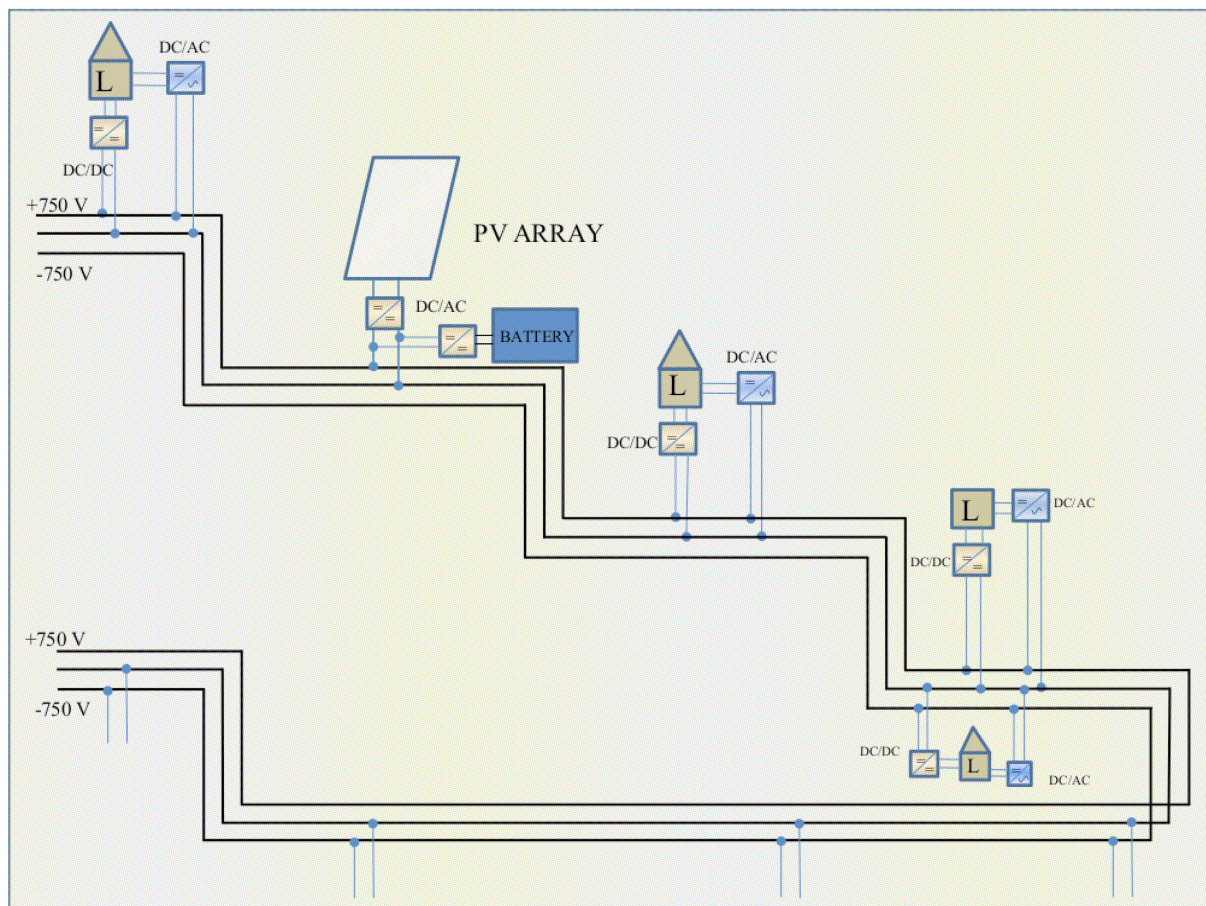 DC/AC
L
DC/DC
+750 V
-750 V
PV ARRAY
DC/AC
BATTERY
DC/AC
L
DC/DC
L
DC/AC
DC/DC
+750 V
-750 V
DC/DC
L
DC/AC